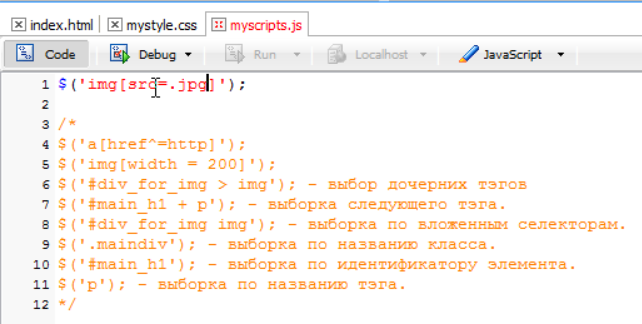 index.html mystyle.css myscripts.js
Code Debug Run Localhost JavaScript
1 $('img[src=.jpg]');
2
3 /*
4 $('a[href^=http]');
5 $('img[width = 200]');
6 $('#div_for_img > img'); - выбор дочерних тэгов
7 $('#main_h1 + p'); - выборка следующего тэга.
8 $('#div_for_img img'); - выборка по вложенным селекторам.
9 $('.maindiv'); - выборка по названию класса.
10 $('#main_h1'); - выборка по идентификатору элемента.
11 $('p'); - выборка по названию тэга.
12 */